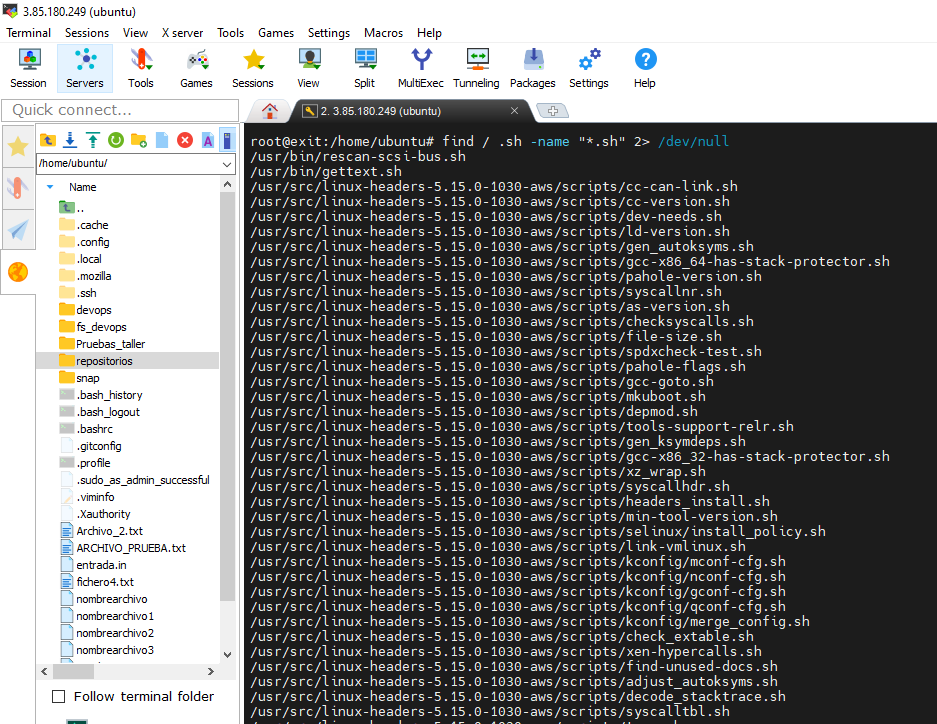 3.85.180.249 (ubuntu)
Terminal Sessions View X server Tools Games Settings Macros Help
Session Servers Tools Games Sessions View Split MultiExec Tunneling Packages Settings Help
Quick connect...
2. 3.85.180.249 (ubuntu)
/home/ubuntu/
Name
..
.cache
.config
.local
.mozilla
.ssh
devops
fs_devops
Pruebas_taller
repositorios
snap
.bash_history
.bash_logout
.bashrc
.gitconfig
.profile
.sudo_as_admin_successful
.viminfo
.Xauthority
Archivo_2.txt
ARCHIVO_PRUEBA.txt
entrada.in
fichero4.txt
nombrearchivo
nombrearchivo1
nombrearchivo2
nombrearchivo3
Follow terminal folder
root@exit:/home/ubuntu# find / .sh -name "*.sh" 2> /dev/null
/usr/bin/rescan-scsi-bus.sh
/usr/bin/gettext.sh
/usr/src/linux-headers-5.15.0-1030-aws/scripts/cc-can-link.sh
/usr/src/linux-headers-5.15.0-1030-aws/scripts/cc-version.sh
/usr/src/linux-headers-5.15.0-1030-aws/scripts/dev-needs.sh
/usr/src/linux-headers-5.15.0-1030-aws/scripts/ld-version.sh
/usr/src/linux-headers-5.15.0-1030-aws/scripts/gen_autoksyms.sh
/usr/src/linux-headers-5.15.0-1030-aws/scripts/gcc-x86_64-has-stack-protector.sh
/usr/src/linux-headers-5.15.0-1030-aws/scripts/pahole-version.sh
/usr/src/linux-headers-5.15.0-1030-aws/scripts/syscallnr.sh
/usr/src/linux-headers-5.15.0-1030-aws/scripts/as-version.sh
/usr/src/linux-headers-5.15.0-1030-aws/scripts/checksyscalls.sh
/usr/src/linux-headers-5.15.0-1030-aws/scripts/file-size.sh
/usr/src/linux-headers-5.15.0-1030-aws/scripts/spdxcheck-test.sh
/usr/src/linux-headers-5.15.0-1030-aws/scripts/pahole-flags.sh
/usr/src/linux-headers-5.15.0-1030-aws/scripts/gcc-goto.sh
/usr/src/linux-headers-5.15.0-1030-aws/scripts/mkuboot.sh
/usr/src/linux-headers-5.15.0-1030-aws/scripts/depmod.sh
/usr/src/linux-headers-5.15.0-1030-aws/scripts/tools-support-relr.sh
/usr/src/linux-headers-5.15.0-1030-aws/scripts/gen_ksymdeps.sh
/usr/src/linux-headers-5.15.0-1030-aws/scripts/gcc-x86_32-has-stack-protector.sh
/usr/src/linux-headers-5.15.0-1030-aws/scripts/xz_wrap.sh
/usr/src/linux-headers-5.15.0-1030-aws/scripts/syscallhdr.sh
/usr/src/linux-headers-5.15.0-1030-aws/scripts/headers_install.sh
/usr/src/linux-headers-5.15.0-1030-aws/scripts/min-tool-version.sh
/usr/src/linux-headers-5.15.0-1030-aws/scripts/selinux/install_policy.sh
/usr/src/linux-headers-5.15.0-1030-aws/scripts/link-vmlinux.sh
/usr/src/linux-headers-5.15.0-1030-aws/scripts/kconfig/mconf-cfg.sh
/usr/src/linux-headers-5.15.0-1030-aws/scripts/kconfig/nconf-cfg.sh
/usr/src/linux-headers-5.15.0-1030-aws/scripts/kconfig/gconf-cfg.sh
/usr/src/linux-headers-5.15.0-1030-aws/scripts/kconfig/qconf-cfg.sh
/usr/src/linux-headers-5.15.0-1030-aws/scripts/kconfig/merge_config.sh
/usr/src/linux-headers-5.15.0-1030-aws/scripts/check_extable.sh
/usr/src/linux-headers-5.15.0-1030-aws/scripts/xen-hypercalls.sh
/usr/src/linux-headers-5.15.0-1030-aws/scripts/find-unused-docs.sh
/usr/src/linux-headers-5.15.0-1030-aws/scripts/adjust_autoksyms.sh
/usr/src/linux-headers-5.15.0-1030-aws/scripts/decode_stacktrace.sh
/usr/src/linux-headers-5.15.0-1030-aws/scripts/syscalltbl.sh